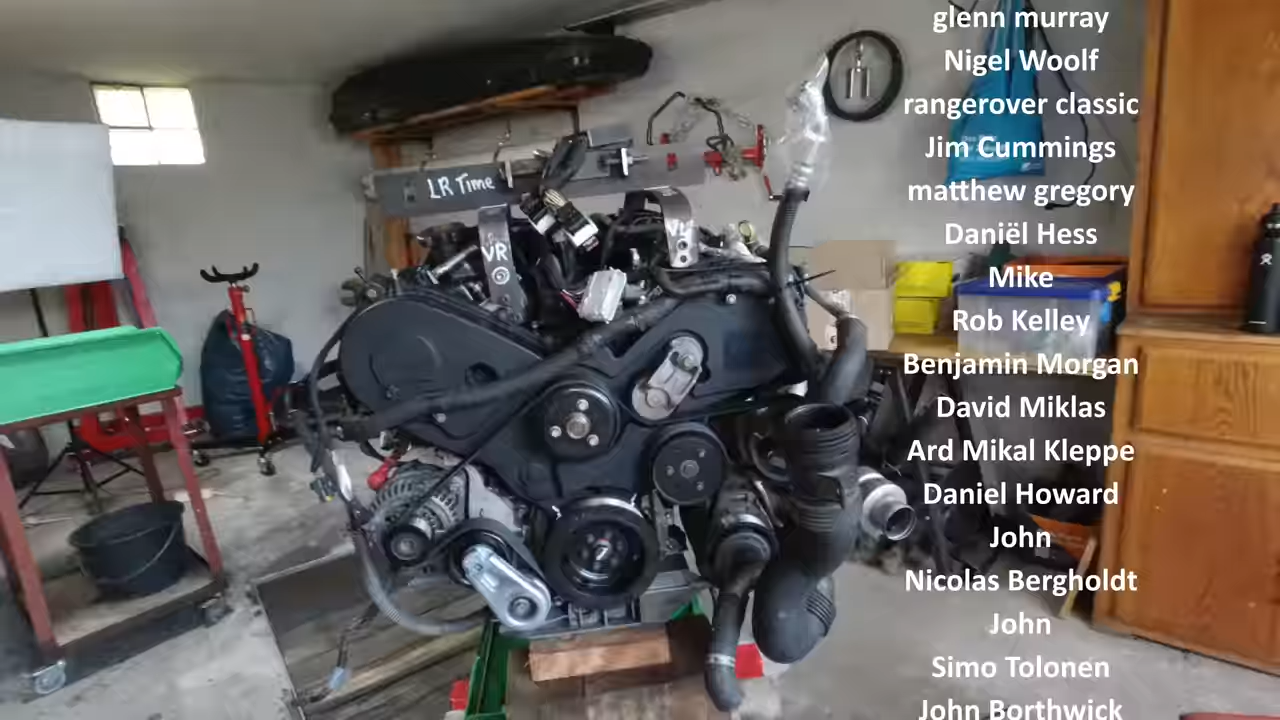 glenn murray
Nigel Woolf
rangerover classic
Jim Cummings
matthew gregory
Daniël Hess
Mike
Rob Kelley
Benjamin Morgan
David Miklas
Ard Mikal Kleppe
Daniel Howard
John
Nicolas Bergholdt
John
Simo Tolonen
John Borthwick
LR Time
VR
VL